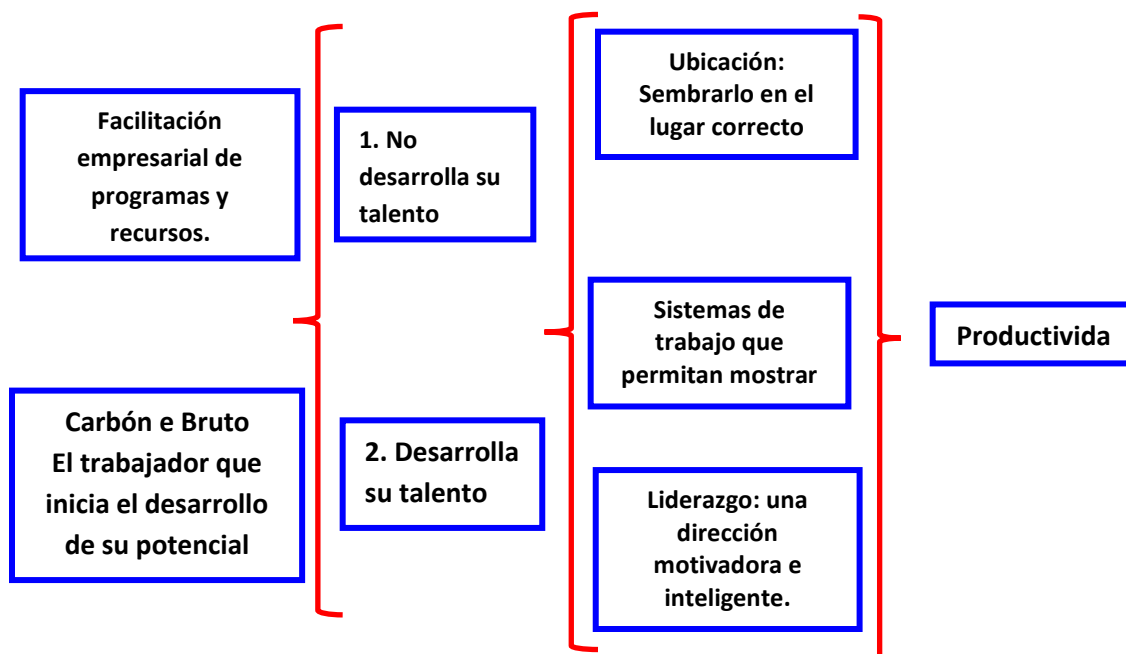 Facilitación
empresarial de
programas y
recursos.
Carbón e Bruto
El trabajador que
inicia el desarrollo
de su potencial
1. No
desarrolla su
talento
2. Desarrolla
su talento
Ubicación:
Sembrarlo en el
lugar correcto
Sistemas de
trabajo que
permitan mostrar
Liderazgo: una
dirección
motivadora e
inteligente.
Productivida